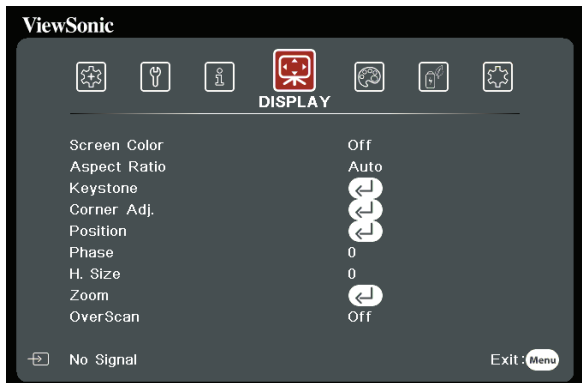 ViewSonic
DISPLAY
Screen Color Off
Aspect Ratio Auto
Keystone
Corner Adj.
Position
Phase 0
H. Size 0
Zoom
OverScan Off
No Signal Exit: Menu